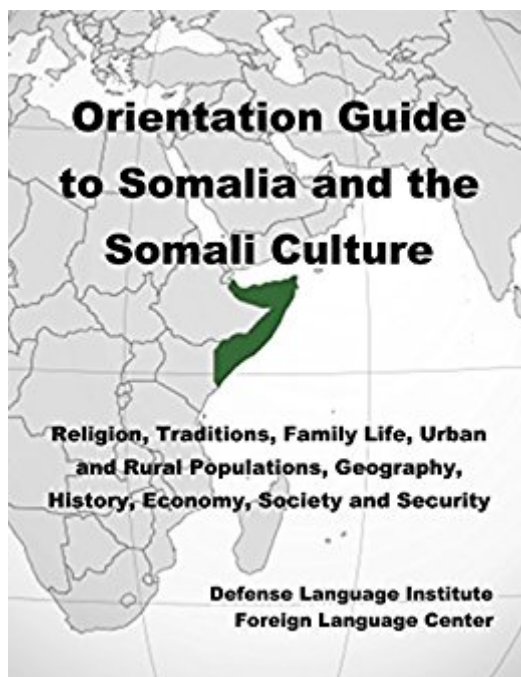 Orientation Guide
to Somalia and the
Somali Culture
Religion, Traditions, Family Life, Urban
and Rural Populations, Geography,
History, Economy, Society and Security
Defense Language Institute
Foreign Language Center